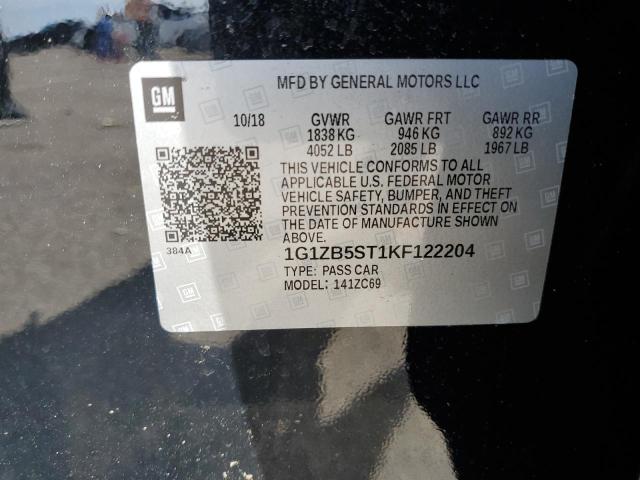 GM
MFD BY GENERAL MOTORS LLC
10/18 GVWR GAWR FRT GAWR RR
1838 KG 946 KG 892 KG
4052 LB 2085 LB 1967 LB
THIS VEHICLE CONFORMS TO ALL
APPLICABLE U.S. FEDERAL MOTOR
VEHICLE SAFETY, BUMPER, AND THEFT
PREVENTION STANDARDS IN EFFECT ON
THE DATE OF MANUFACTURE SHOWN
ABOVE.
384A
1G1ZB5ST1KF122204
TYPE: PASS CAR
MODEL: 141ZC69